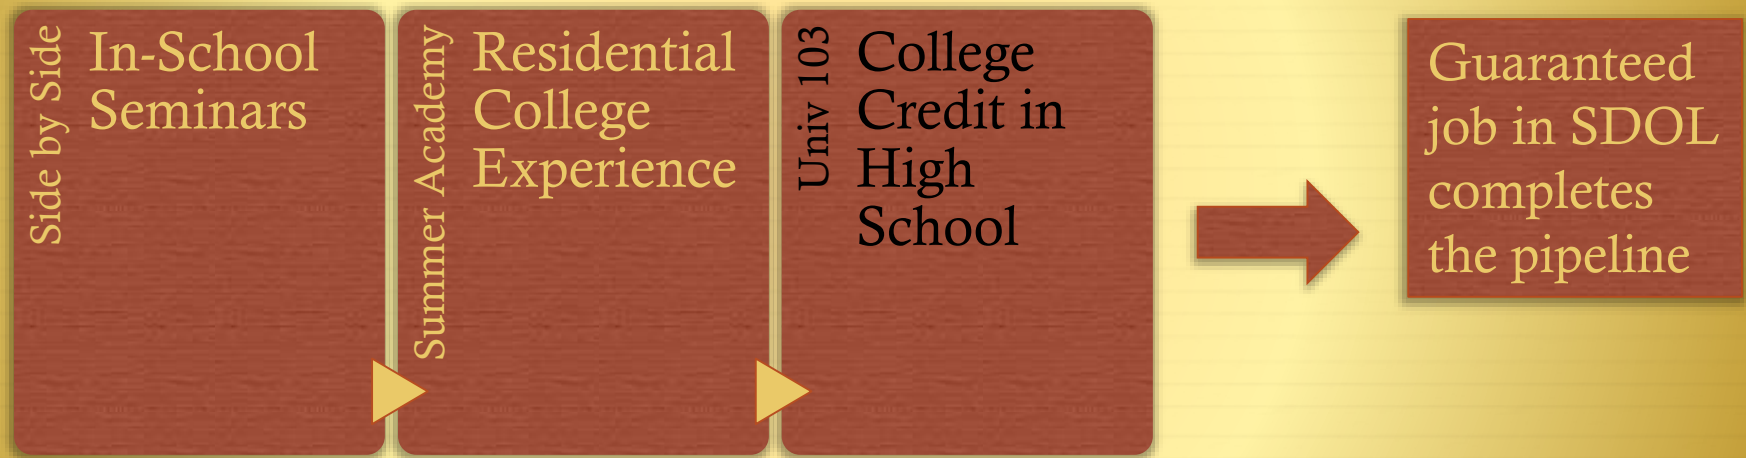 Side by Side
In-School
Seminars
Summer Academy
Residential
College
Experience
Univ 103
College
Credit in
High
School
Guaranteed
job in SDOL
completes
the pipeline